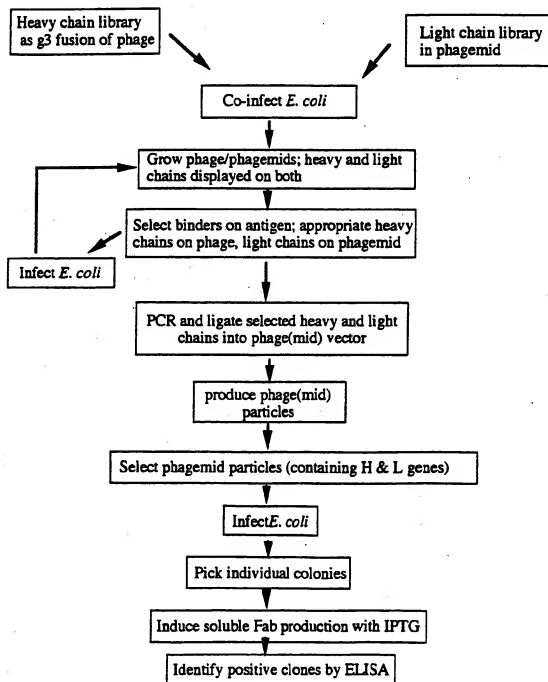 Heavy chain library
as g3 fusion of phage
Light chain library
in phagemid
Co-infect E. coli
Grow phage/phagemids; heavy and light
chains displayed on both
Select binders on antigen; appropriate heavy
chains on phage, light chains on phagemid
Infect E. coli
PCR and ligate selected heavy and light
chains into phage(mid) vector
produce phage(mid)
particles
Select phagemid particles (containing H & L genes)
InfectE. coli
Pick individual colonies
Induce soluble Fab production with IPTG
Identify positive clones by ELISA